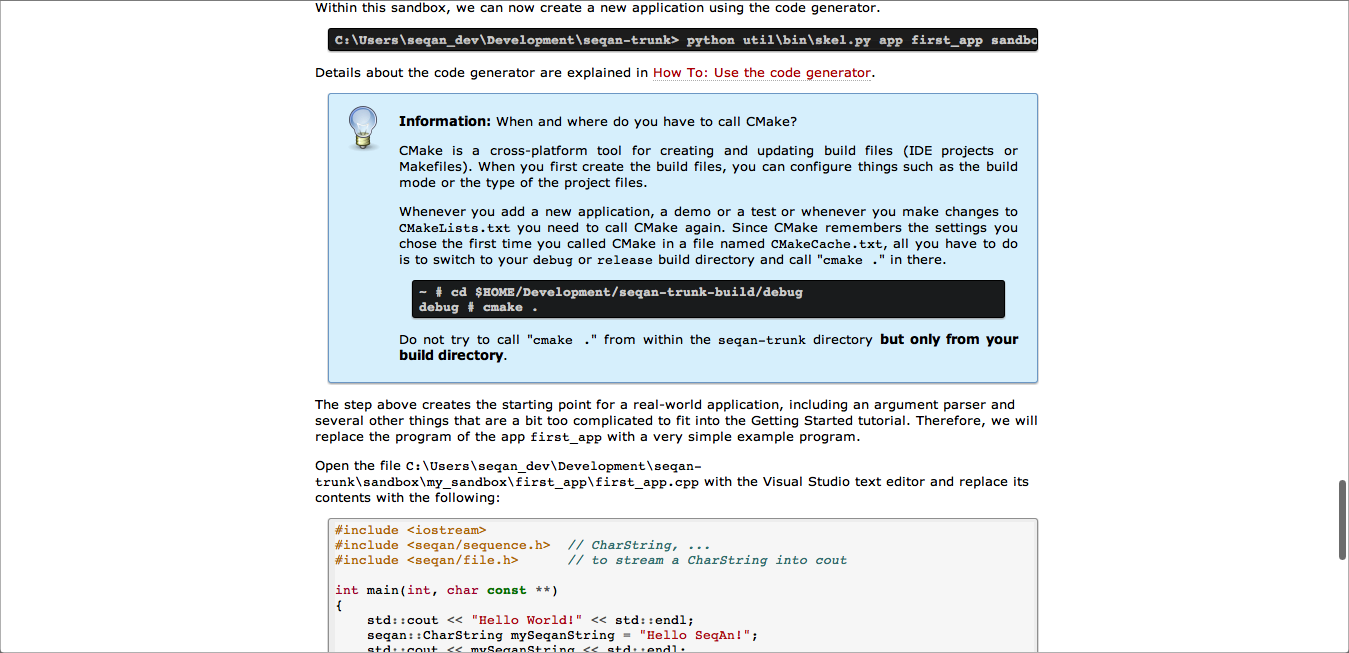 Within this sandbox, we can now create a new application using the code generator.
C:\Users\seqan_dev\Development\seqan-trunk> python util\bin\skel.py app first_app sandbo
Details about the code generator are explained in How To: Use the code generator.
Information: When and where do you have to call CMake?
CMake is a cross-platform tool for creating and updating build files (IDE projects or
Makefiles). When you first create the build files, you can configure things such as the build
mode or the type of the project files.
Whenever you add a new application, a demo or a test or whenever you make changes to
CMakeLists.txt you need to call CMake again. Since CMake remembers the settings you
chose the first time you called CMake in a file named CMakeCache.txt, all you have to do
is to switch to your debug or release build directory and call "cmake ." in there.
~ # cd $HOME/Development/seqan-trunk-build/debug
debug # cmake .
Do not try to call "cmake ." from within the seqan-trunk directory but only from your
build directory.
The step above creates the starting point for a real-world application, including an argument parser and
several other things that are a bit too complicated to fit into the Getting Started tutorial. Therefore, we will
replace the program of the app first_app with a very simple example program.
Open the file C:\Users\seqan_dev\Development\seqan-
trunk\sandbox\my_sandbox\first_app\first_app.cpp with the Visual Studio text editor and replace its
contents with the following:
#include <iostream>
#include <seqan/sequence.h>  // CharString, ...
#include <seqan/file.h>      // to stream a CharString into cout
int main(int, char const **)
{
    std::cout << "Hello World!" << std::endl;
    seqan::CharString mySeqanString = "Hello SeqAn!";
    std::cout << mySeqanString << std::endl;